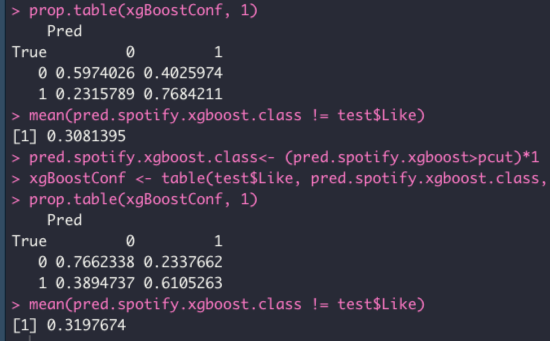 > prop.table(xgBoostConf, 1)
Pred
True 0 1
0 0.5974026 0.4025974
1 0.2315789 0.7684211
> mean(pred.spotify.xgboost.class != test$Like)
[1] 0.3081395
> pred.spotify.xgboost.class<- (pred.spotify.xgboost>pcut)*1
> xgBoostConf <- table(test$Like, pred.spotify.xgboost.class,
> prop.table(xgBoostConf, 1)
Pred
True 0 1
0 0.7662338 0.2337662
1 0.3894737 0.6105263
> mean(pred.spotify.xgboost.class != test$Like)
[1] 0.3197674